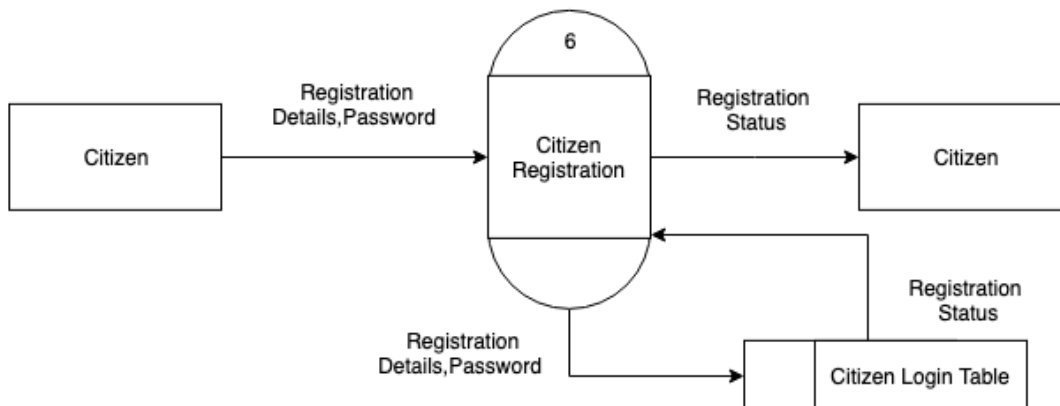 6
Registration
Details,Password
Registration
Status
Citizen
Citizen
Registration
Citizen
Registration
Status
Registration
Details,Password
Citizen Login Table